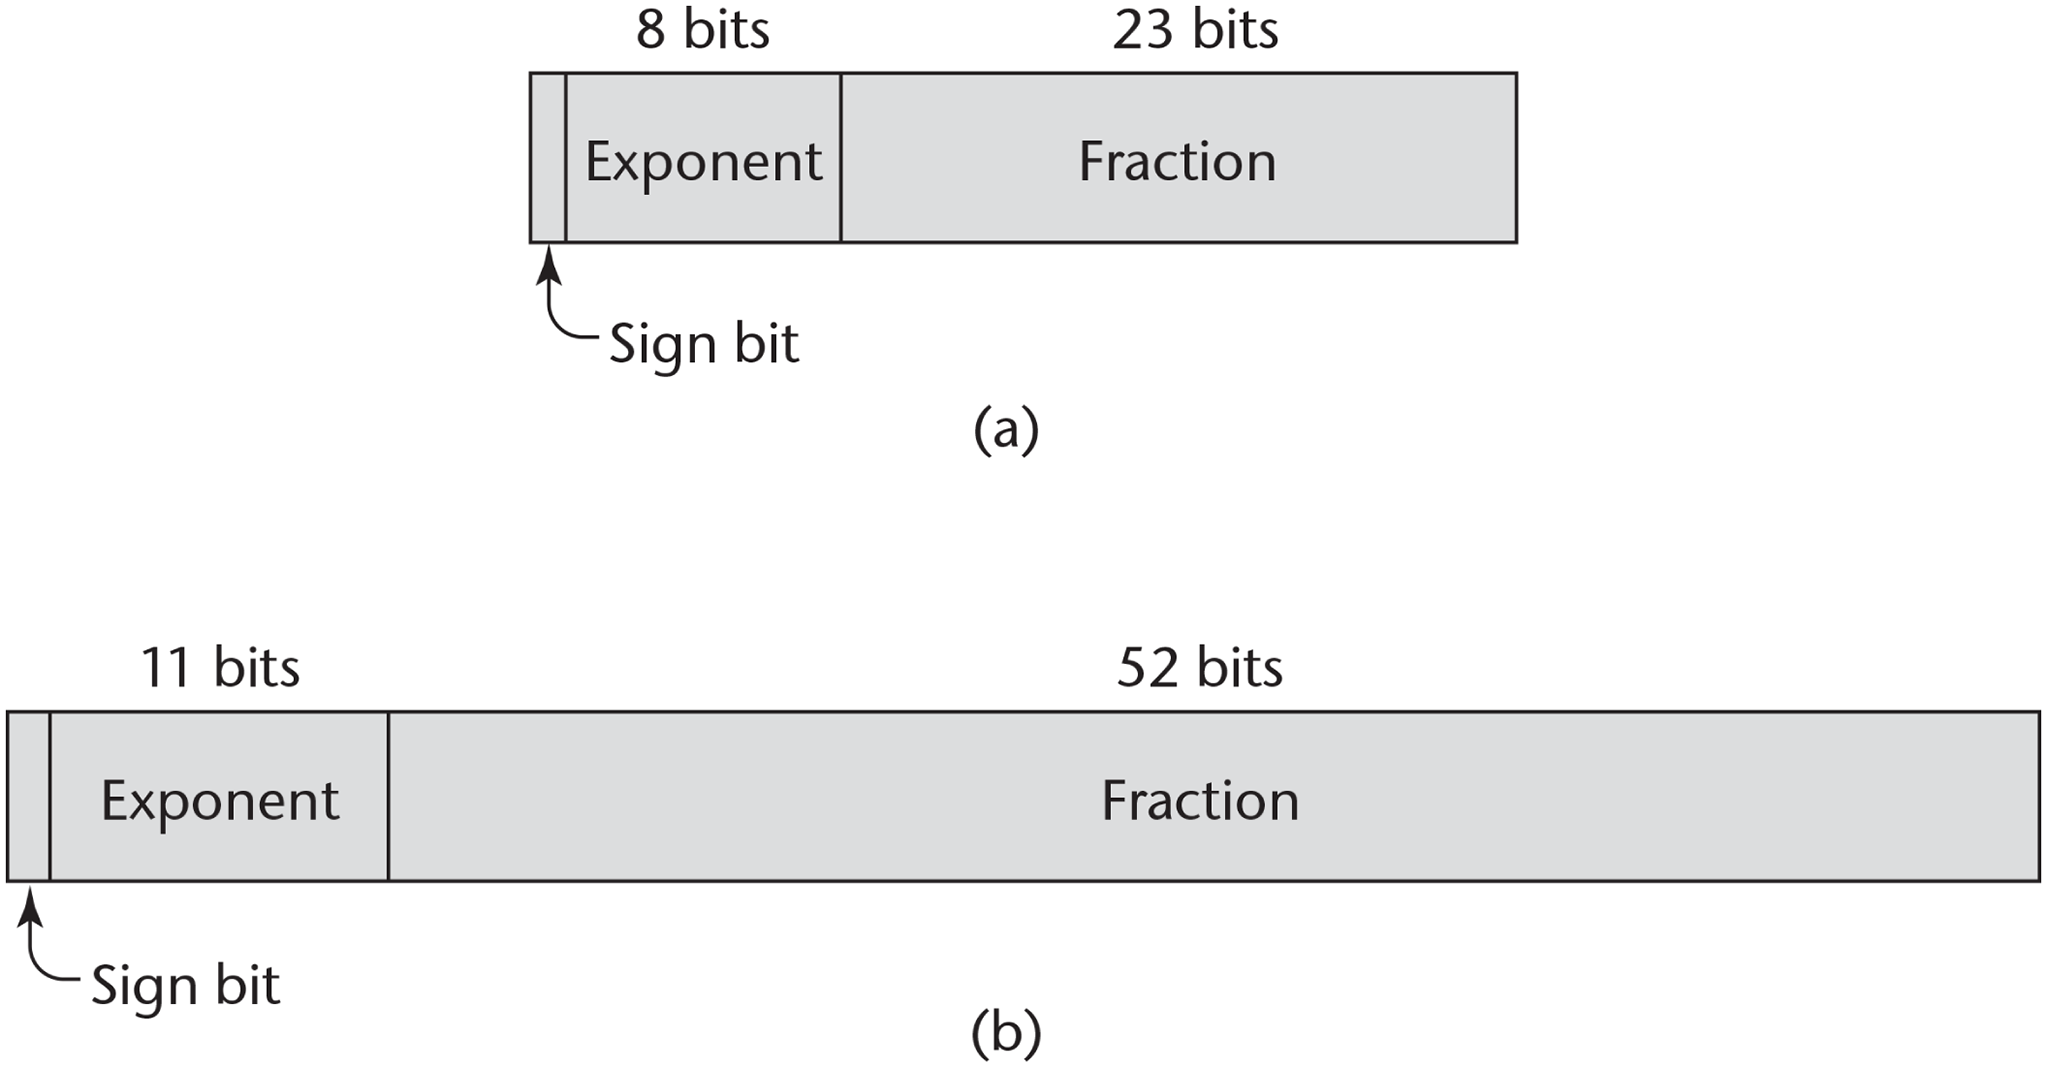 8 bits 23 bits
Exponent Fraction
Sign bit
(a)
11 bits 52 bits
Exponent Fraction
Sign bit
(b)